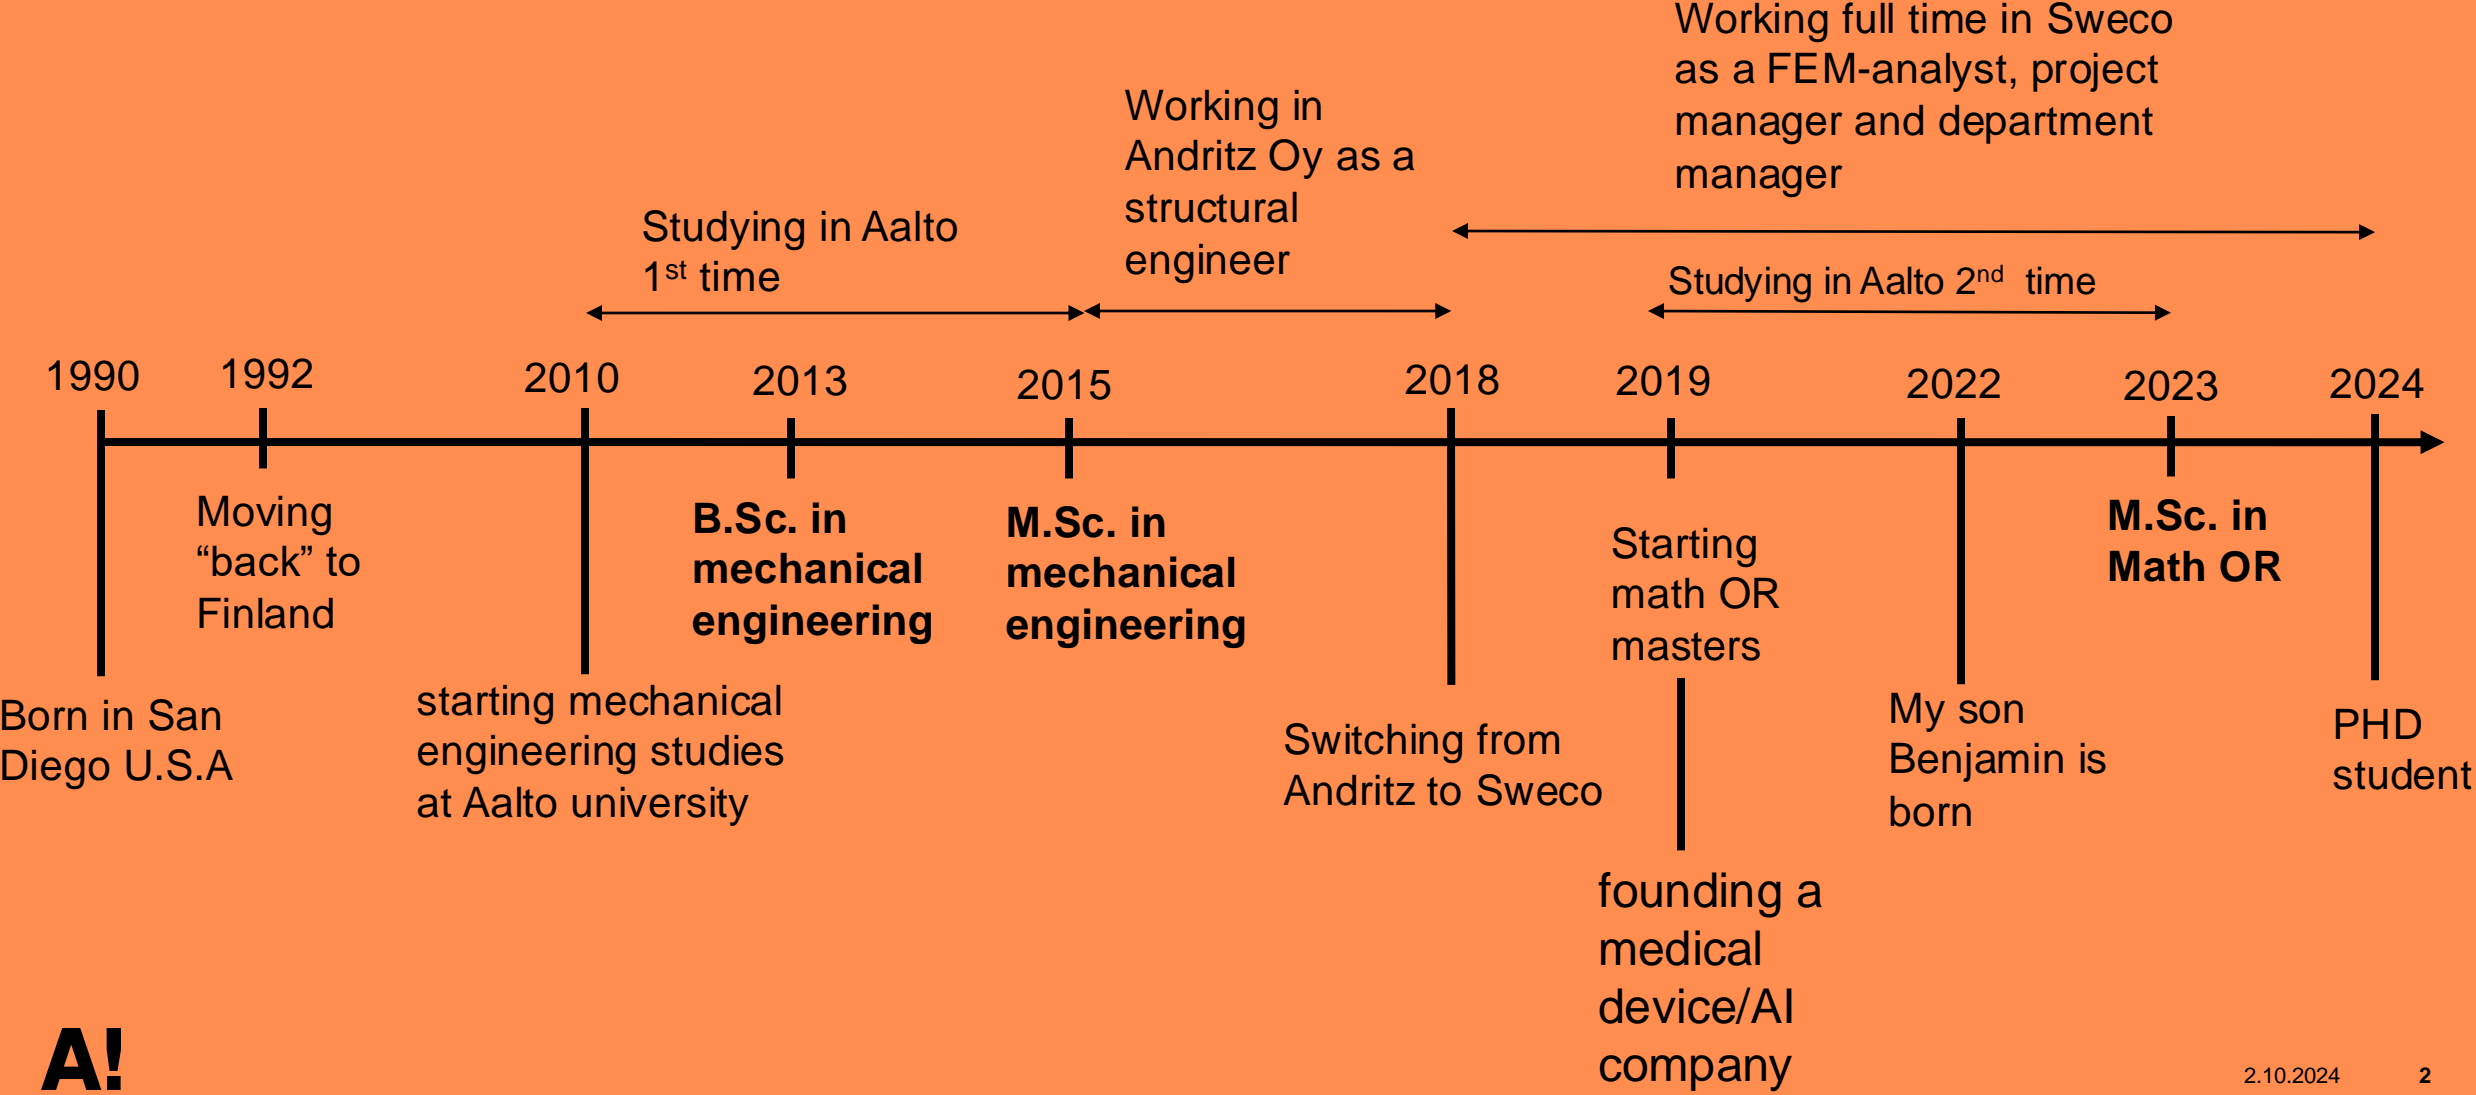 Working full time in Sweco
as a FEM-analyst, project
manager and department
manager
Working in
Andritz Oy as a
structural
engineer
Studying in Aalto
1st time
Studying in Aalto 2nd time
1990
1992
2010
2013
2015
2018
2019
2022
2023
2024
Moving
“back” to
Finland
B.Sc. in
mechanical
engineering
M.Sc. in
mechanical
engineering
Starting
math OR
masters
M.Sc. in
Math OR
Born in San
Diego U.S.A
starting mechanical
engineering studies
at Aalto university
Switching from
Andritz to Sweco
My son
Benjamin is
born
PHD
student
founding a
medical
device/AI
company
A!
2.10.2024
2